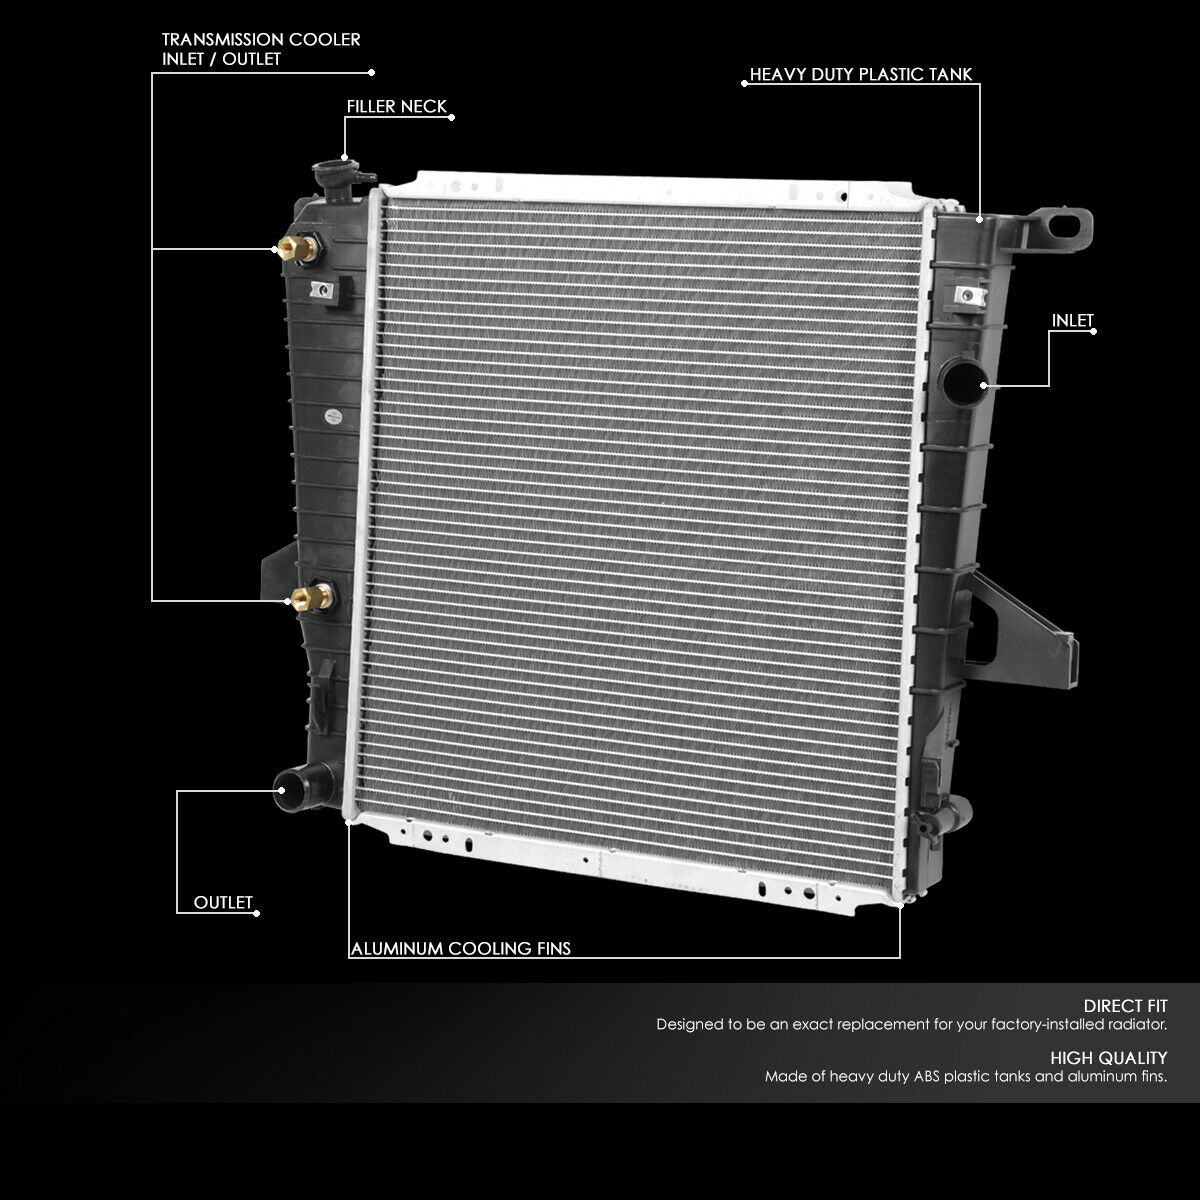 TRANSMISSION COOLER
INLET / OUTLET
HEAVY DUTY PLASTIC TANK
FILLER NECK
INLET
OUTLET
ALUMINUM COOLING FINS
DIRECT FIT
Designed to be an exact replacement for your factory-installed radiator.
HIGH QUALITY
Made of heavy duty ABS plastic tanks and aluminum fins.